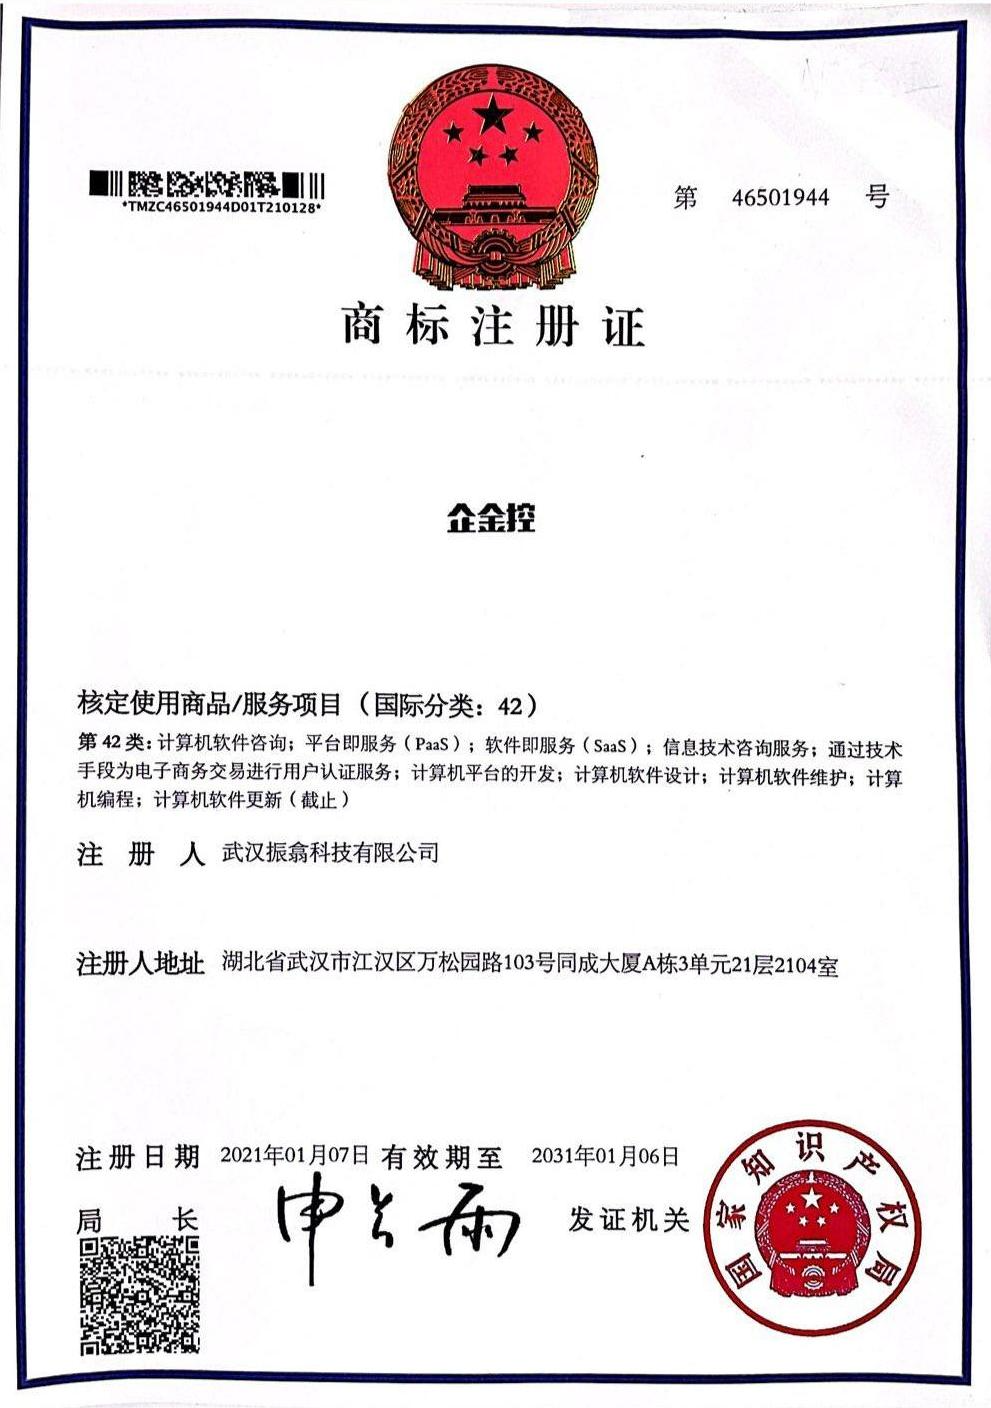 *TMZC46501944D01T210128*
第 46501944 号
商标注册证
企金控
核定使用商品/服务项目（国际分类：42）
第 42 类：计算机软件咨询；平台即服务（PaaS）；软件即服务（SaaS）；信息技术咨询服务；通过技术
手段为电子商务交易进行用户认证服务；计算机平台的开发；计算机软件设计；计算机软件维护；计算
机编程；计算机软件更新（截止）
注册人 武汉振翕科技有限公司
注册人地址 湖北省武汉市江汉区万松园路103号同成大厦A栋3单元21层2104室
注册日期 2021年01月07日 有效期至 2031年01月06日
局长 申长雨 发证机关
国家知识产权局